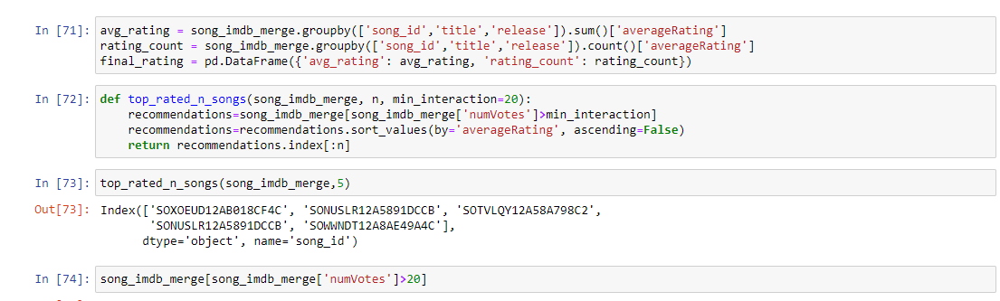 In [71]: avg_rating = song_imdb_merge.groupby(['song_id','title','release']).sum()['averageRating']
rating_count = song_imdb_merge.groupby(['song_id','title','release']).count()['averageRating']
final_rating = pd.DataFrame({'avg_rating': avg_rating, 'rating_count': rating_count})
In [72]: def top_rated_n_songs(song_imdb_merge, n, min_interaction=20):
    recommendations=song_imdb_merge[song_imdb_merge['numVotes']>min_interaction]
    recommendations=recommendations.sort_values(by='averageRating', ascending=False)
    return recommendations.index[:n]
In [73]: top_rated_n_songs(song_imdb_merge,5)
Out[73]: Index(['SOXOEUD12AB018CF4C', 'SONUSLR12A5891DCCB', 'SOTVLQY12A58A798C2',
       'SONUSLR12A5891DCCB', 'SOWWNDT12A8AE49A4C'],
      dtype='object', name='song_id')
In [74]: song_imdb_merge[song_imdb_merge['numVotes']>20]